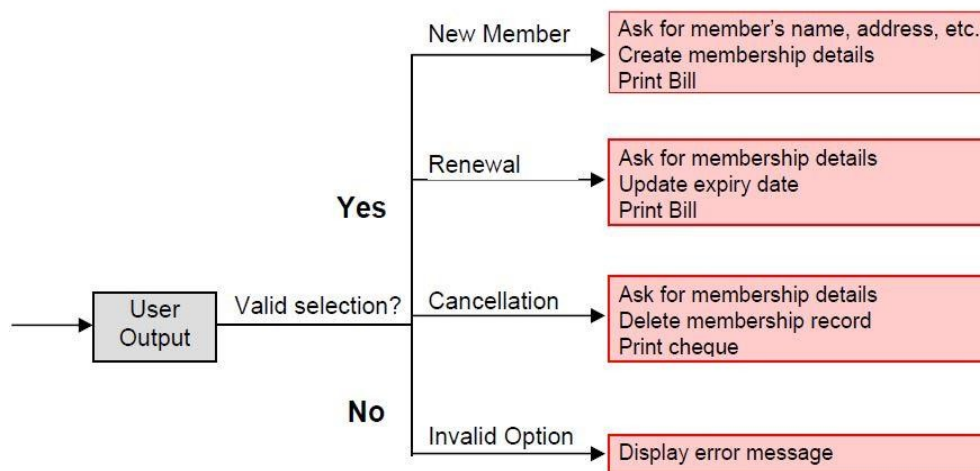 New Member
Ask for member's name, address, etc.
Create membership details
Print Bill
Renewal
Ask for membership details
Update expiry date
Print Bill
Yes
User
Output
Valid selection?
Cancellation
Ask for membership details
Delete membership record
Print cheque
No
Invalid Option
Display error message